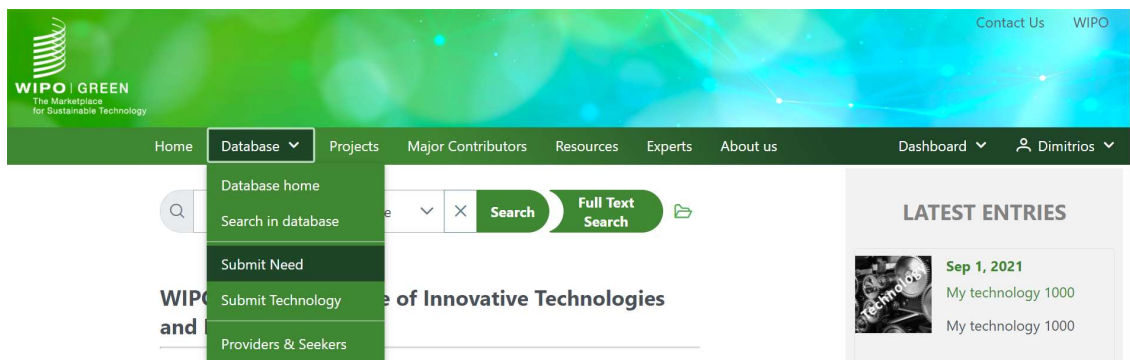 Contact Us WIPO
WIPO | GREEN
The Marketplace
for Sustainable Technology
Home Database Projects Major Contributors Resources Experts About us Dashboard Dimitrios
Database home
Search in database
Submit Need
Submit Technology
Providers & Seekers
Search
Full Text
Search
WIP of Innovative Technologies
and
LATEST ENTRIES
Technology
Sep 1, 2021
My technology 1000
My technology 1000